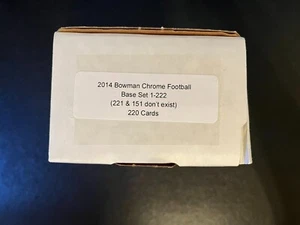 2014 Bowman Chrome Football
Base Set 1-222
(221 & 151 don't exist)
220 Cards